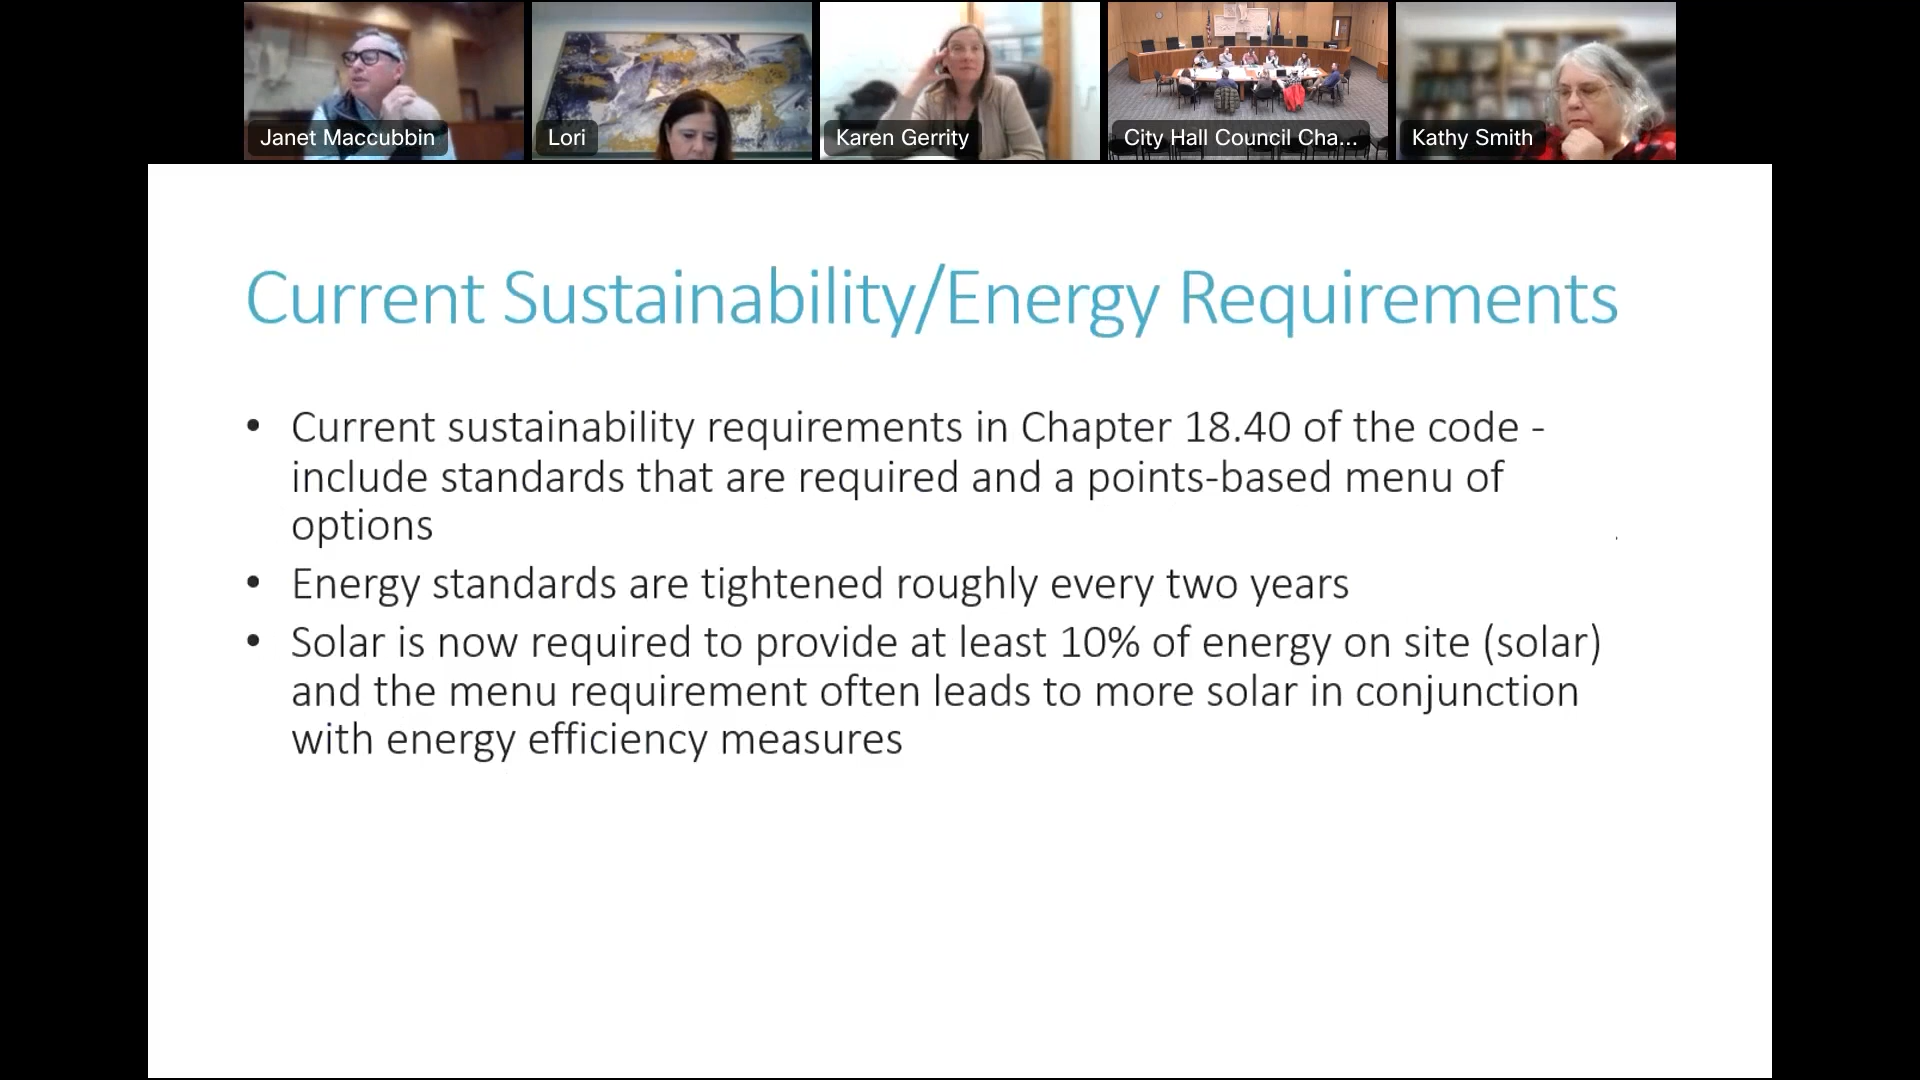 Janet Maccubbin
Lori
Karen Gerrity
City Hall Council Cha...
Kathy Smith
Current Sustainability/Energy Requirements
• Current sustainability requirements in Chapter 18.40 of the code -
include standards that are required and a points-based menu of
options
• Energy standards are tightened roughly every two years
• Solar is now required to provide at least 10% of energy on site (solar)
and the menu requirement often leads to more solar in conjunction
with energy efficiency measures